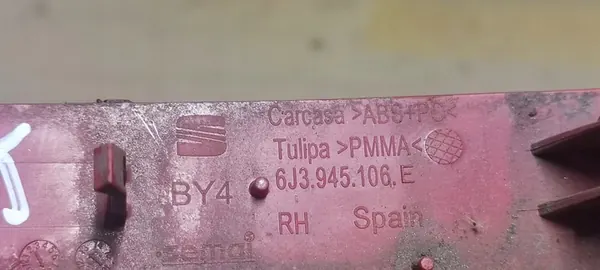 Carcasa >ABS+PC<
Tulipa >PMMA<
BY4
6J3.945.106.E
RH Spain